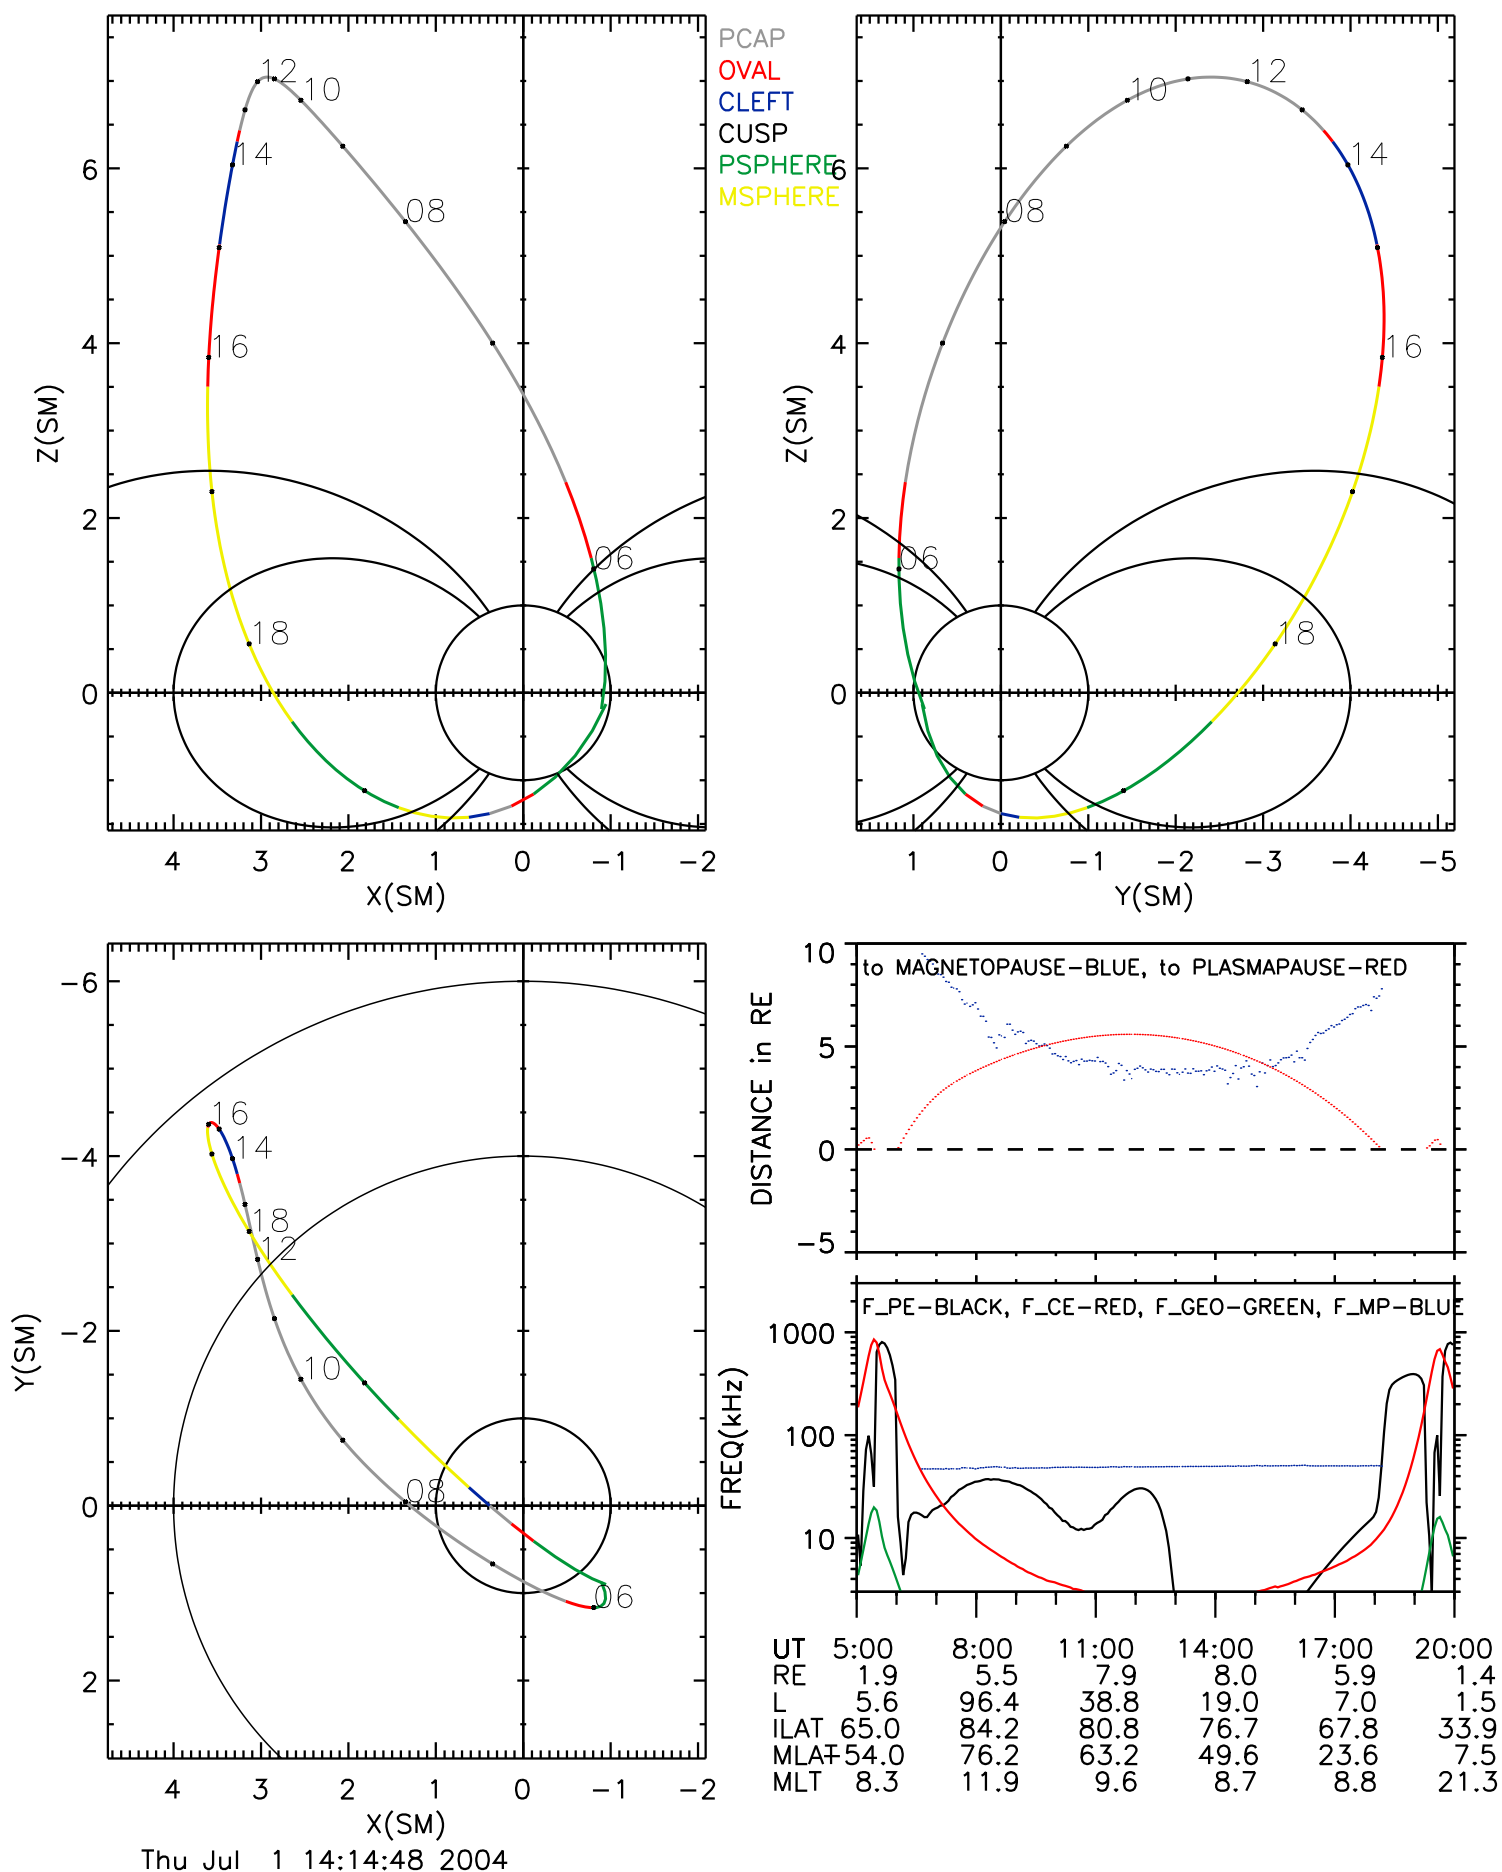 PCAP
OVAL
CLEFT
CUSP
PSPHERE
MSPHERE
12
10
14
08
16
06
18
6
4
2
0
Z(SM)
4 3 2 1 0 -1 -2
X(SM)
10
12
14
08
16
06
18
6
4
2
0
Z(SM)
1 0 -1 -2 -3 -4 -5
Y(SM)
-6
-4
-2
0
2
Y(SM)
16
14
18
12
10
08
06
4 3 2 1 0 -1 -2
X(SM)
to MAGNETOPAUSE-BLUE, to PLASMAPAUSE-RED
10
5
0
-5
DISTANCE in RE
F_PE-BLACK, F_CE-RED, F_GEO-GREEN, F_MP-BLUE
1000
100
10
FREQ(kHz)
UT 5:00 8:00 11:00 14:00 17:00 20:00
RE 1.9 5.5 7.9 8.0 5.9 1.4
L 5.6 96.4 38.8 19.0 7.0 1.5
ILAT 65.0 84.2 80.8 76.7 67.8 33.9
MLAT -54.0 76.2 63.2 49.6 23.6 7.5
MLT 8.3 11.9 9.6 8.7 8.8 21.3
Thu Jul 1 14:14:48 2004